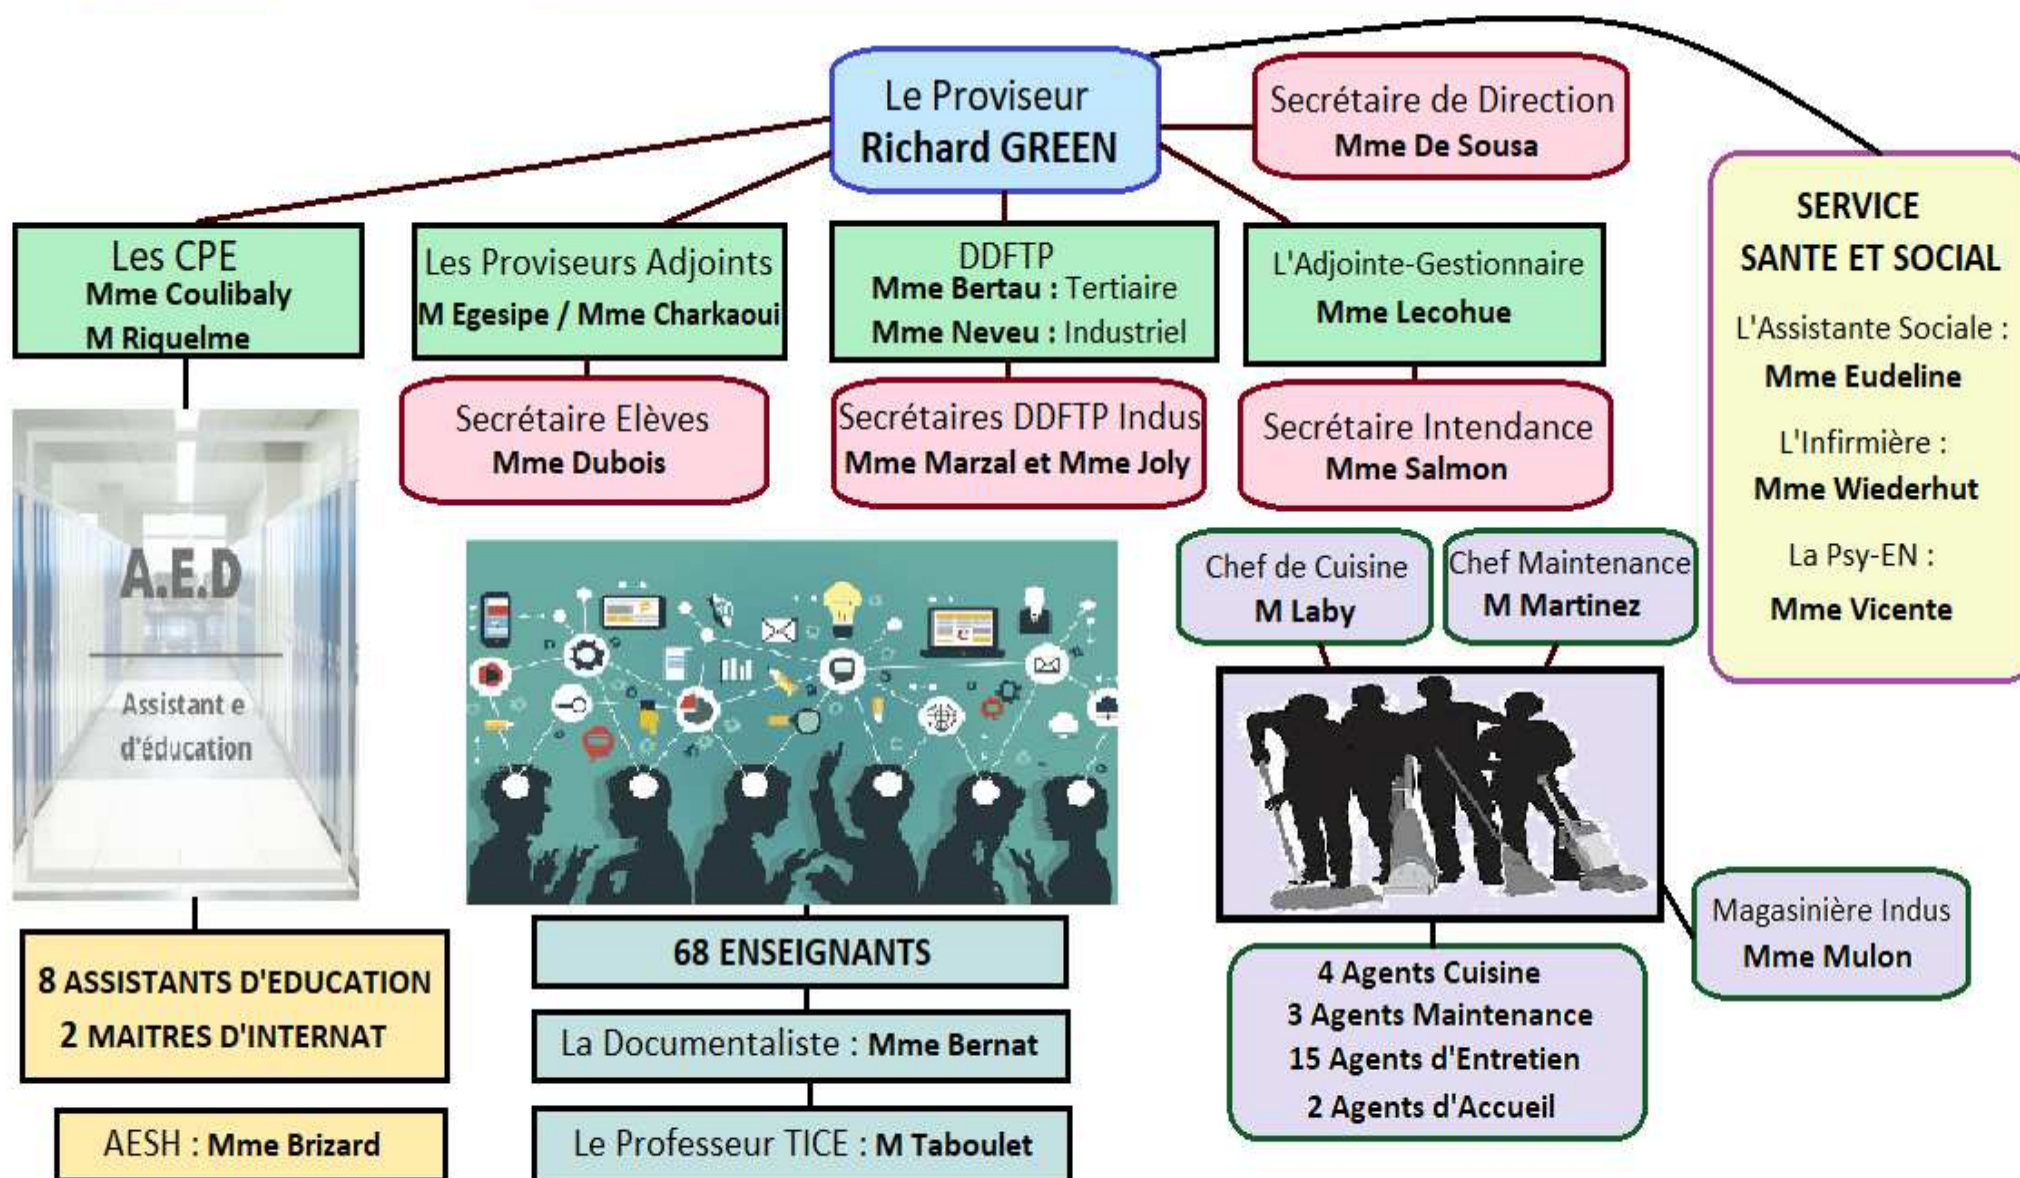 Le Proviseur
Richard GREEN
Secrétaire de Direction
Mme De Sousa
Les CPE
Mme Coulibaly
M Riquelme
Les Proviseurs Adjoints
M Egesipe / Mme Charkaoui
DDFTP
Mme Bertau : Tertiaire
Mme Neveu : Industriel
L'Adjointe-Gestionnaire
Mme Lecohue
SERVICE
SANTE ET SOCIAL
L'Assistante Sociale :
Mme Eudeline
L'Infirmière :
Mme Wiederhut
La Psy-EN :
Mme Vicente
Secrétaire Elèves
Mme Dubois
Secrétaires DDFTP Indus
Mme Marzal et Mme Joly
Secrétaire Intendance
Mme Salmon
A.E.D
Assistant e
d'éducation
Chef de Cuisine
M Laby
Chef Maintenance
M Martinez
8 ASSISTANTS D'EDUCATION
2 MAITRES D'INTERNAT
AESH : Mme Brizard
68 ENSEIGNANTS
La Documentaliste : Mme Bernat
Le Professeur TICE : M Taboulet
4 Agents Cuisine
3 Agents Maintenance
15 Agents d'Entretien
2 Agents d'Accueil
Magasinière Indus
Mme Mulon